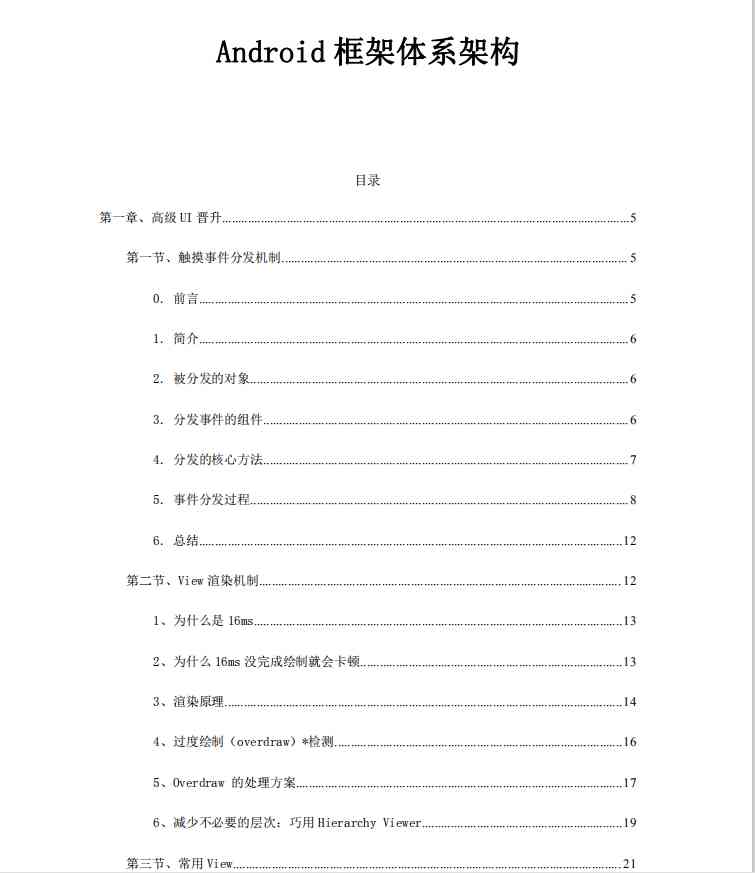 Android 框架体系架构
目录
第一章、高级 UI 晋升........................5
第一节、触摸事件分发机制........................5
0. 前言........................5
1. 简介........................6
2. 被分发的对象........................6
3. 分发事件的组件........................6
4. 分发的核心方法........................7
5. 事件分发过程........................8
6. 总结........................12
第二节、View 渲染机制........................12
1、为什么是 16ms........................13
2、为什么 16ms 没完成绘制就会卡顿........................13
3、渲染原理........................14
4、过度绘制（overdraw）*检测........................16
5、Overdraw 的处理方案........................17
6、减少不必要的层次：巧用 Hierarchy Viewer........................19
第三节、常用 View........................21